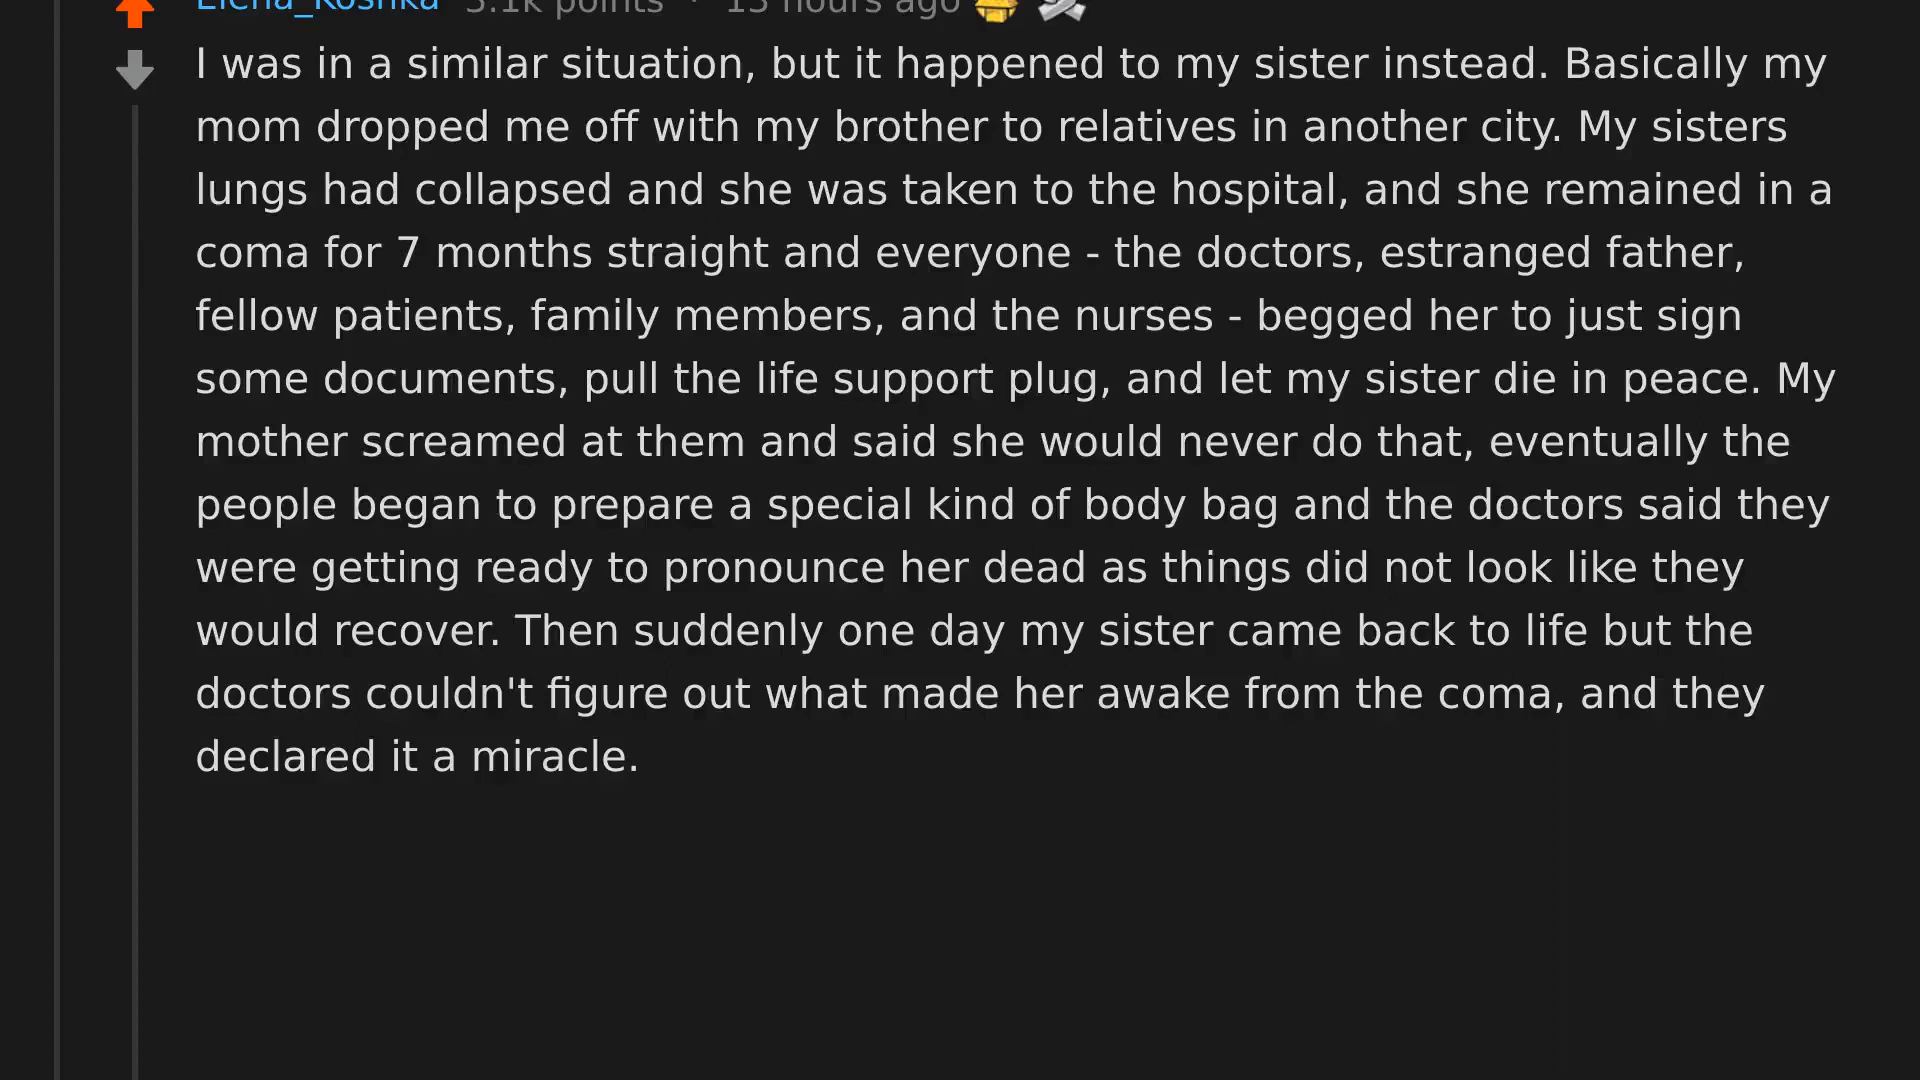 Elena_Koshka 3.1k points · 15 hours ago
I was in a similar situation, but it happened to my sister instead. Basically my
mom dropped me off with my brother to relatives in another city. My sisters
lungs had collapsed and she was taken to the hospital, and she remained in a
coma for 7 months straight and everyone - the doctors, estranged father,
fellow patients, family members, and the nurses - begged her to just sign
some documents, pull the life support plug, and let my sister die in peace. My
mother screamed at them and said she would never do that, eventually the
people began to prepare a special kind of body bag and the doctors said they
were getting ready to pronounce her dead as things did not look like they
would recover. Then suddenly one day my sister came back to life but the
doctors couldn't figure out what made her awake from the coma, and they
declared it a miracle.